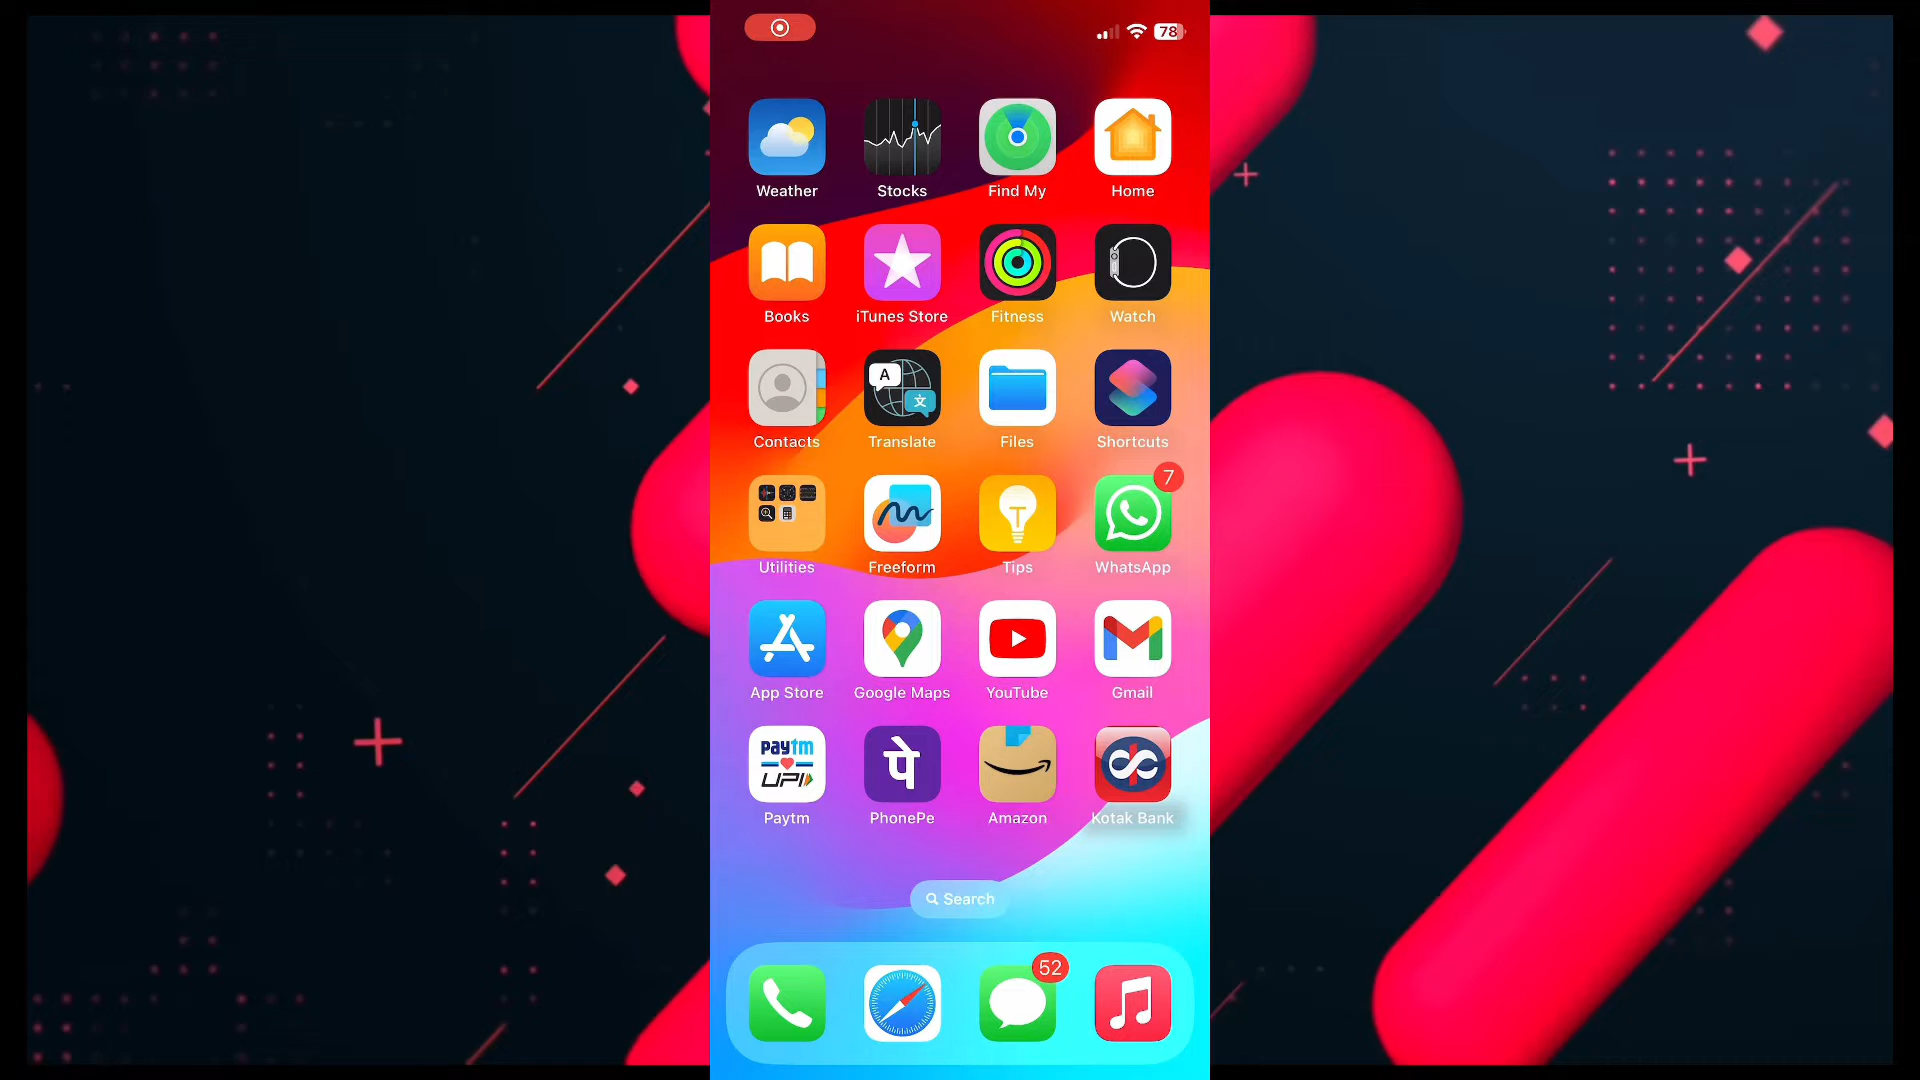 78
Weather Stocks Find My Home
Books iTunes Store Fitness Watch
A
文
Contacts Translate Files Shortcuts
7
Utilities Freeform Tips WhatsApp
App Store Google Maps YouTube Gmail
paytm
UPI
पे
Paytm PhonePe Amazon Kotak Bank
Search
52